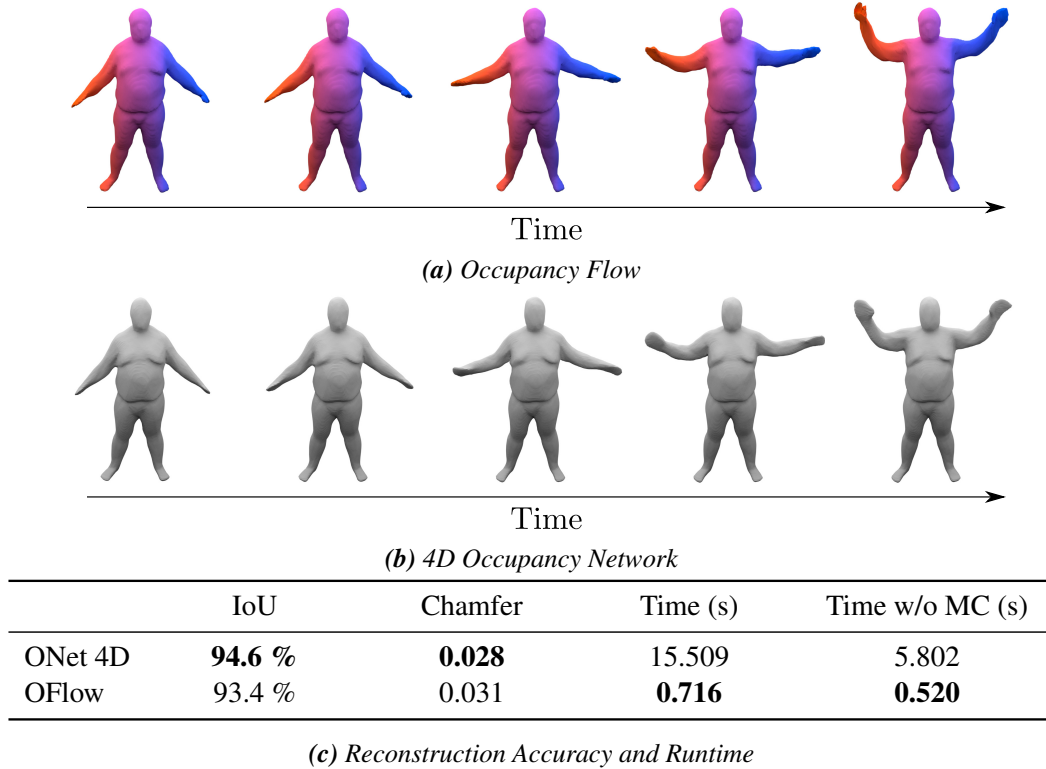 Time
(a) Occupancy Flow
Time
(b) 4D Occupancy Network
IoU Chamfer Time (s) Time w/o MC (s)
ONet 4D 94.6 % 0.028 15.509 5.802
OFlow 93.4 % 0.031 0.716 0.520
(c) Reconstruction Accuracy and Runtime